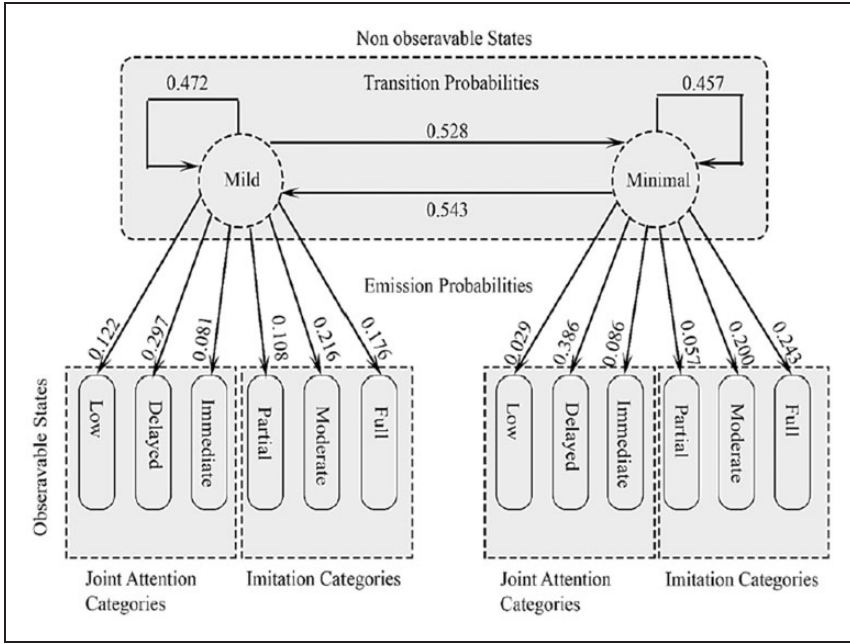 Non obseravable States
Transition Probabilities
0.472
0.457
0.528
Mild
Minimal
0.543
Emission Probabilities
0.122
0.297
0.081
0.108
0.216
0.176
0.029
0.386
0.086
0.057
0.200
0.243
Obseravable States
Low
Delayed
Immediate
Partial
Moderate
Full
Low
Delayed
Immediate
Partial
Moderate
Full
Joint Attention
Categories
Imitation Categories
Joint Attention
Categories
Imitation Categories